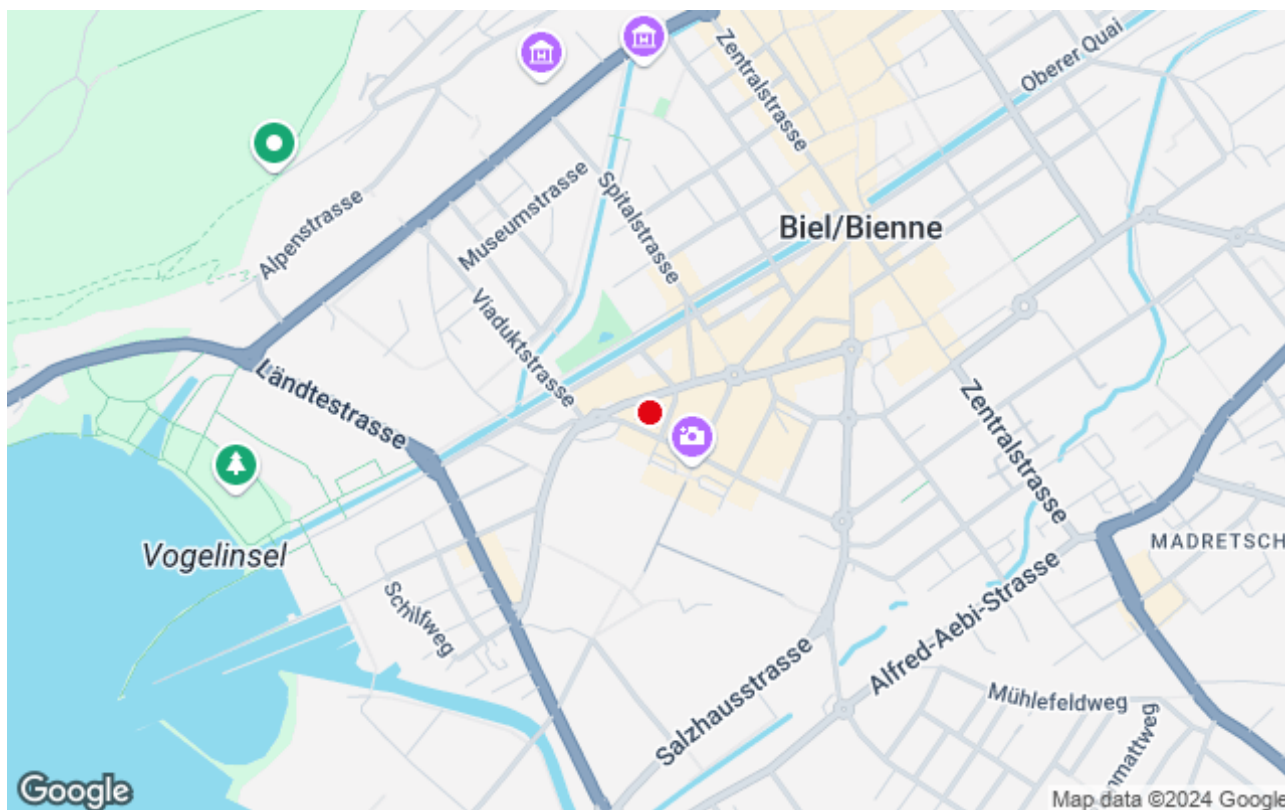 Zentralstrasse
Oberer Quai
Spitalstrasse
Museumstrasse
Alpenstrasse
Biel/Bienne
Viaduktstrasse
Ländtestrasse
Zentralstrasse
Vogelinsel
MADRETSCH
Schilfweg
Alfred-Aebi-Strasse
Salzhausstrasse
Mühlefeldweg
Google
Map data ©2024 Google